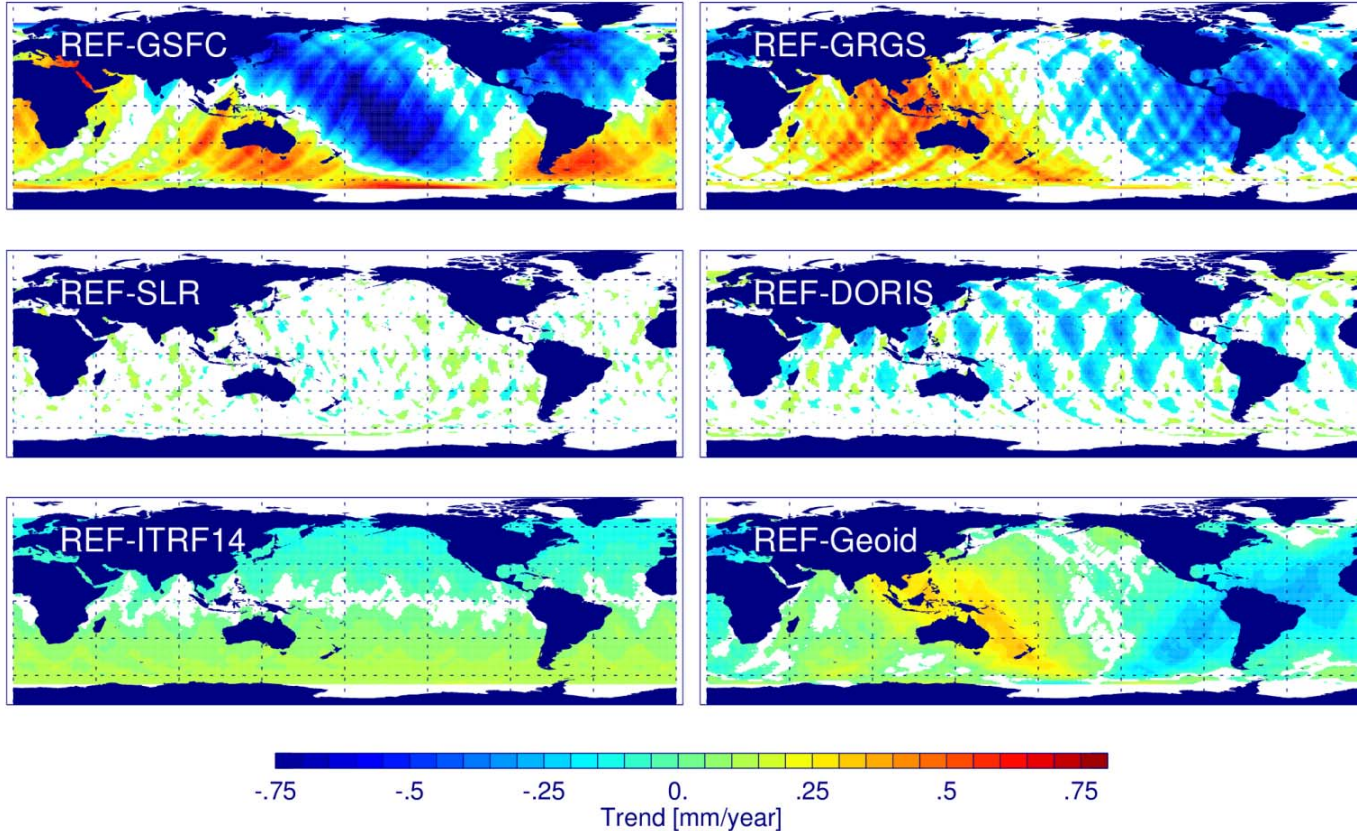 REF-GSFC
REF-GRGS
REF-SLR
REF-DORIS
REF-ITRF14
REF-Geoid
-.75 -.5 -.25 0. .25 .5 .75
Trend [mm/year]